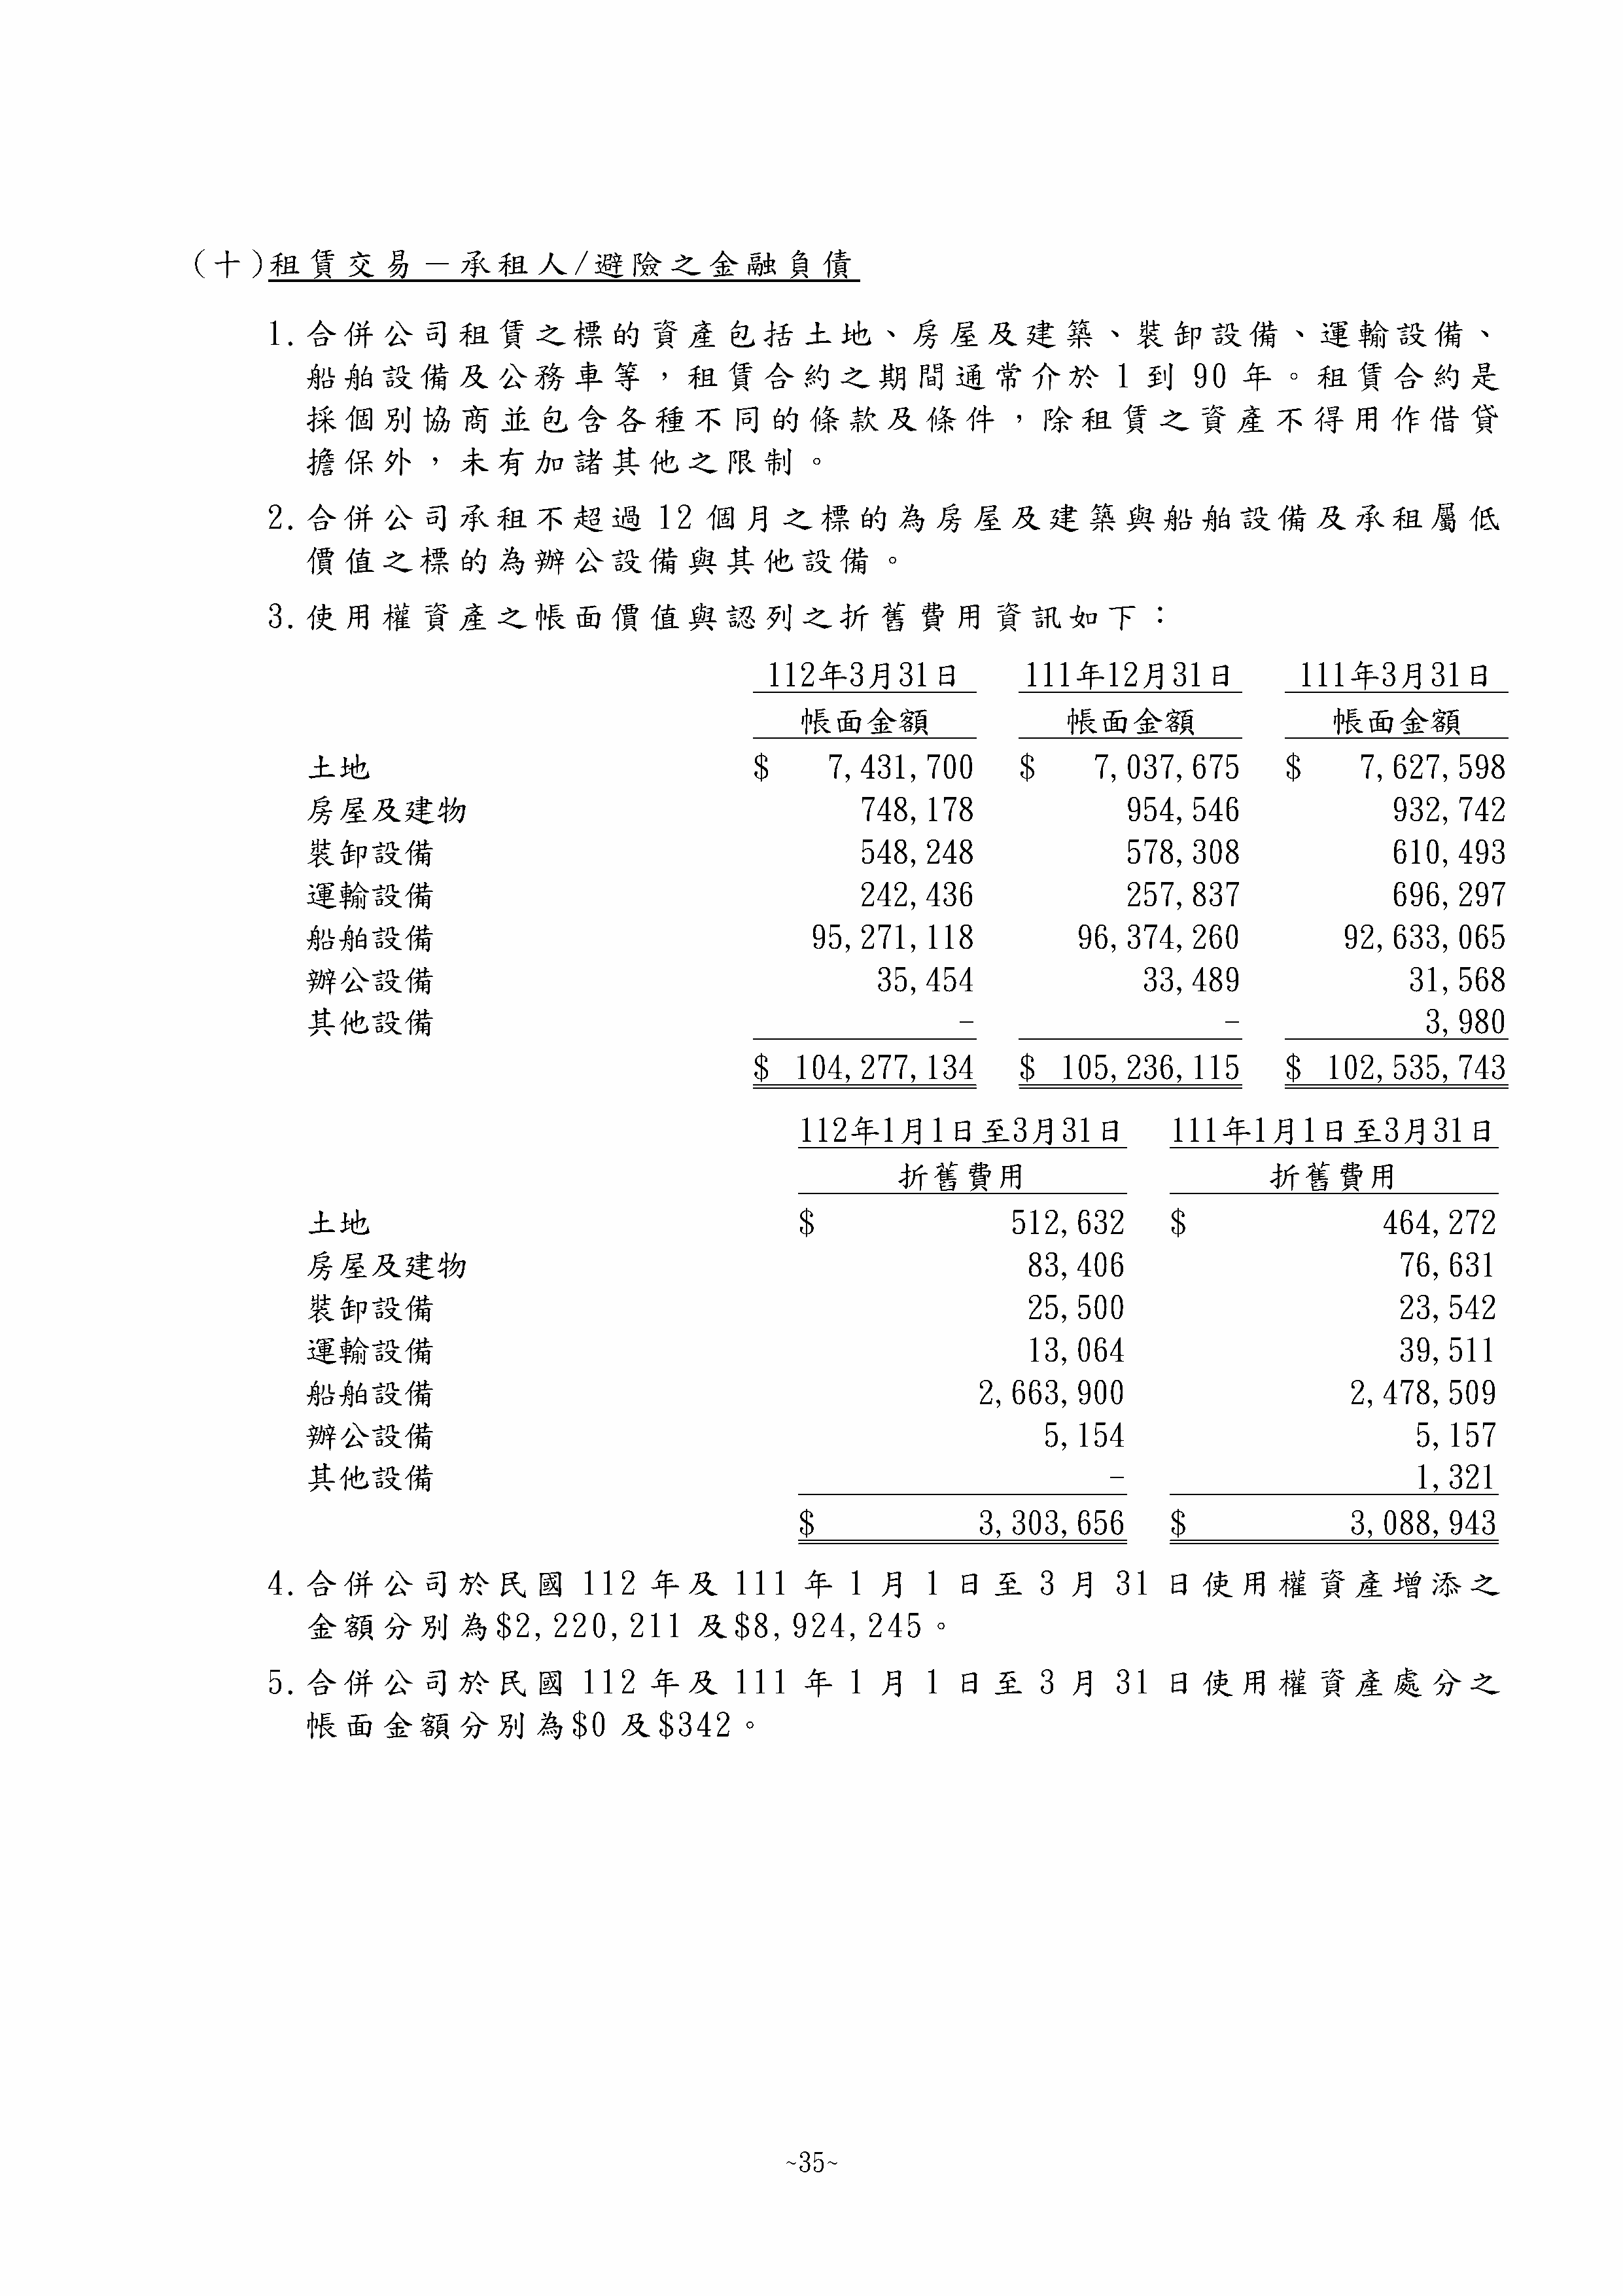 (十)租賃交易－承租人/避險之金融負債
1.合併公司租賃之標的資產包括土地、房屋及建築、裝卸設備、運輸設備、
船舶設備及公務車等，租賃合約之期間通常介於 1 到 90 年。租賃合約是
採個別協商並包含各種不同的條款及條件，除租賃之資產不得用作借貸
擔保外，未有加諸其他之限制。
2.合併公司承租不超過 12 個月之標的為房屋及建築與船舶設備及承租屬低
價值之標的為辦公設備與其他設備。
3.使用權資產之帳面價值與認列之折舊費用資訊如下：
112年3月31日 111年12月31日 111年3月31日
帳面金額 帳面金額 帳面金額
土地 $ 7,431,700 $ 7,037,675 $ 7,627,598
房屋及建物 748,178 954,546 932,742
裝卸設備 548,248 578,308 610,493
運輸設備 242,436 257,837 696,297
船舶設備 95,271,118 96,374,260 92,633,065
辦公設備 35,454 33,489 31,568
其他設備 - - 3,980
$ 104,277,134 $ 105,236,115 $ 102,535,743
112年1月1日至3月31日 111年1月1日至3月31日
折舊費用 折舊費用
土地 $ 512,632 $ 464,272
房屋及建物 83,406 76,631
裝卸設備 25,500 23,542
運輸設備 13,064 39,511
船舶設備 2,663,900 2,478,509
辦公設備 5,154 5,157
其他設備 - 1,321
$ 3,303,656 $ 3,088,943
4.合併公司於民國 112 年及 111 年 1 月 1 日至 3 月 31 日使用權資產增添之
金額分別為$2,220,211 及$8,924,245。
5.合併公司於民國 112 年及 111 年 1 月 1 日至 3 月 31 日使用權資產處分之
帳面金額分別為$0 及$342。
~35~